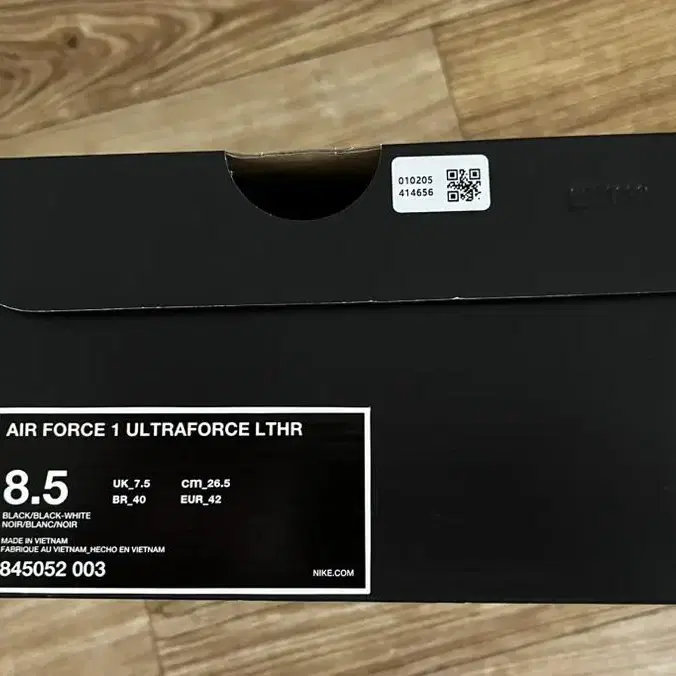 010205
414656
AIR FORCE 1 ULTRAFORCE LTHR
8.5
UK_7.5 cm_26.5
BR_40 EUR_42
BLACK/BLACK-WHITE
NOIR/BLANC/NOIR
MADE IN VIETNAM
FABRIQUE AU VIETNAM_HECHO EN VIETNAM
845052 003
NIKE.COM